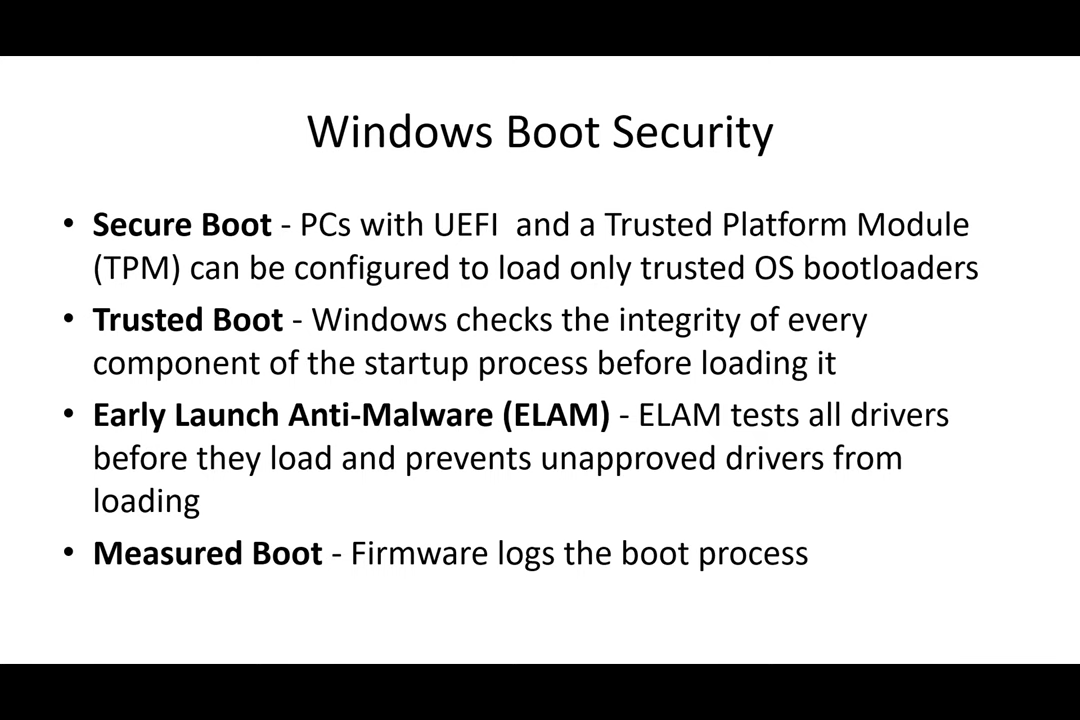 Windows Boot Security
• Secure Boot - PCs with UEFI  and a Trusted Platform Module
(TPM) can be configured to load only trusted OS bootloaders
• Trusted Boot - Windows checks the integrity of every
component of the startup process before loading it
• Early Launch Anti-Malware (ELAM) - ELAM tests all drivers
before they load and prevents unapproved drivers from
loading
• Measured Boot - Firmware logs the boot process